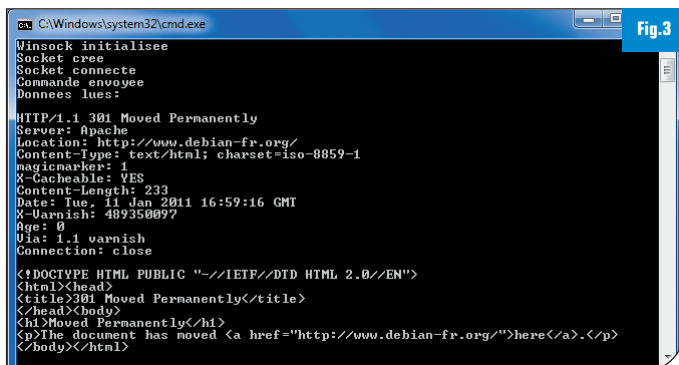 C:\Windows\system32\cmd.exe
Fig.3
Winsock initialisee
Socket cree
Socket connecte
Commande envoyee
Donnees lues:
HTTP/1.1 301 Moved Permanently
Server: Apache
Location: http://www.debian-fr.org/
Content-Type: text/html; charset=iso-8859-1
magicmarker: 1
X-Cacheable: YES
Content-Length: 233
Date: Tue, 11 Jan 2011 16:59:16 GMT
X-Varnish: 489350097
Age: 0
Via: 1.1 varnish
Connection: close
<!DOCTYPE HTML PUBLIC "-//IETF//DTD HTML 2.0//EN">
<html><head>
<title>301 Moved Permanently</title>
</head><body>
<h1>Moved Permanently</h1>
<p>The document has moved <a href="http://www.debian-fr.org/">here</a>.</p>
</body></html>